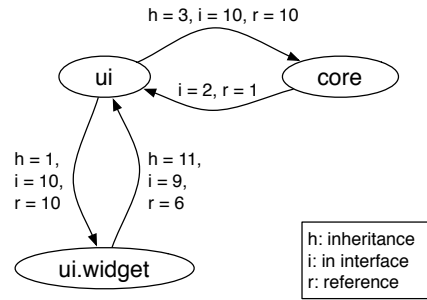 h = 3, i = 10, r = 10
ui
core
i = 2, r = 1
h = 1,
i = 10,
r = 10
h = 11,
i = 9,
r = 6
ui.widget
h: inheritance
i: in interface
r: reference